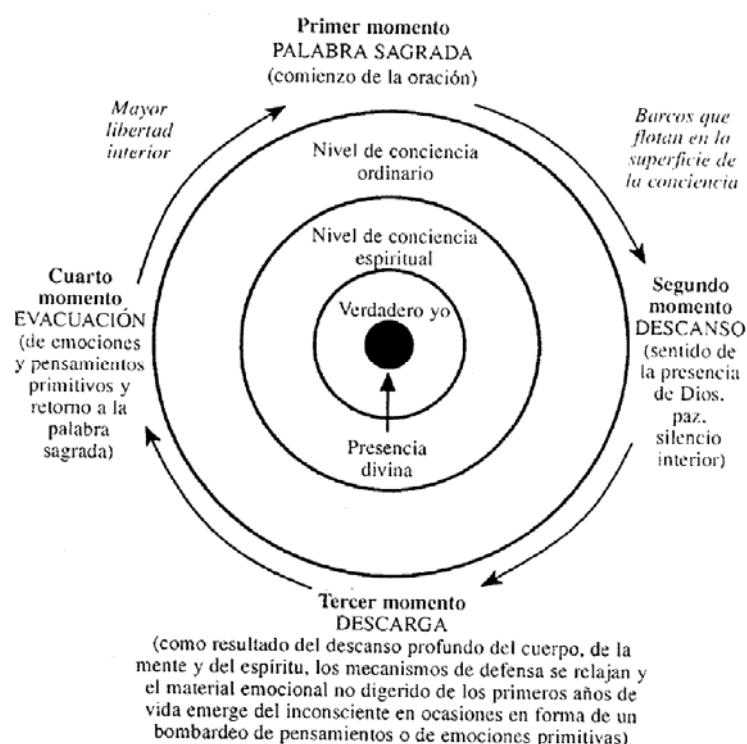 Primer momento
PALABRA SAGRADA
(comienzo de la oración)
Mayor
libertad
interior
Barcos que
flotan en la
superficie de
la conciencia
Nivel de conciencia
ordinario
Nivel de conciencia
espiritual
Verdadero yo
Presencia
divina
Cuarto
momento
EVACUACIÓN
(de emociones
y pensamientos
primitivos y
retorno a la
palabra
sagrada)
Segundo
momento
DESCANSO
(sentido de
la presencia
de Dios,
paz,
silencio
interior)
Tercer momento
DESCARGA
(como resultado del descanso profundo del cuerpo, de la
mente y del espíritu, los mecanismos de defensa se relajan y
el material emocional no digerido de los primeros años de
vida emerge del inconsciente en ocasiones en forma de un
bombardeo de pensamientos o de emociones primitivas)